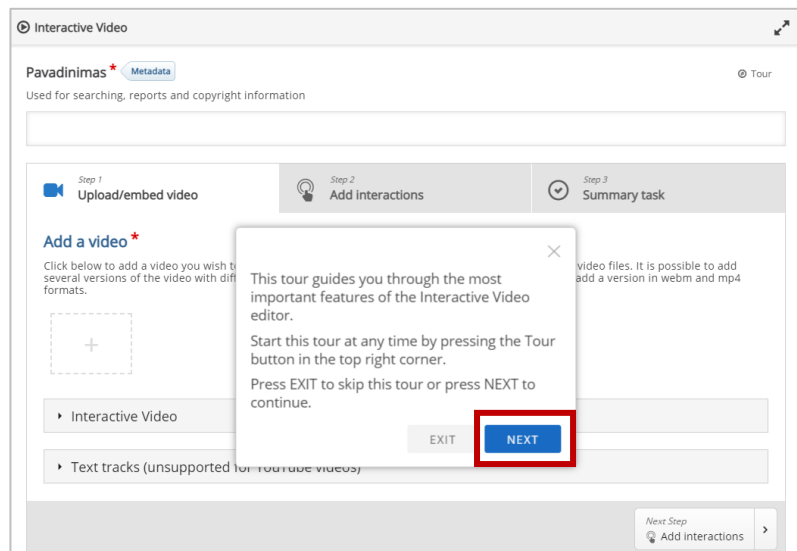 Interactive Video
Pavadinimas * Metadata
Tour
Used for searching, reports and copyright information
Step 1
Upload/embed video
Step 2
Add interactions
Step 3
Summary task
Add a video *
Click below to add a video you wish t
video files. It is possible to add
several versions of the video with dif
add a version in webm and mp4
formats.
This tour guides you through the most
important features of the Interactive Video
editor.
Start this tour at any time by pressing the Tour
button in the top right corner.
Press EXIT to skip this tour or press NEXT to
continue.
EXIT NEXT
Interactive Video
Text tracks (unsupported for YouTube videos)
Next Step
Add interactions